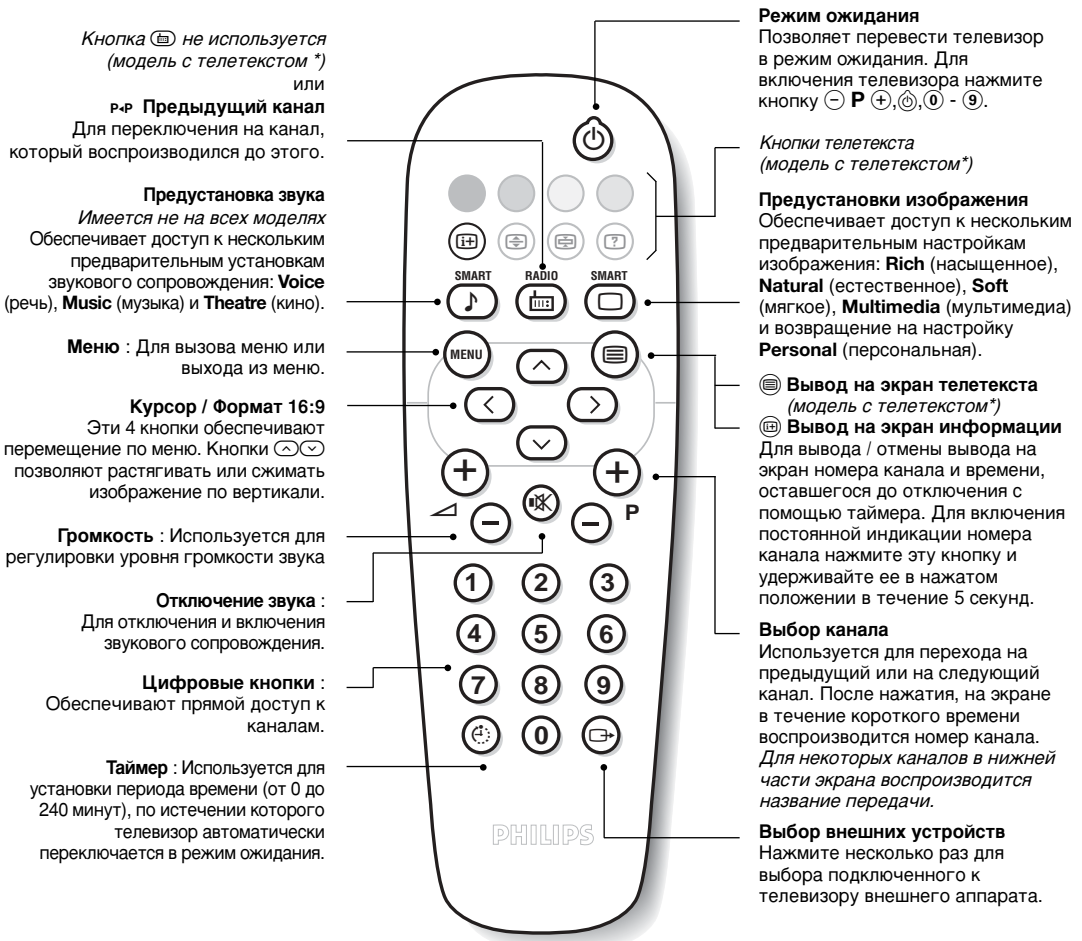 Кнопка не используется
(модель с телетекстом *)
или
P◂P Предыдущий канал
Для переключения на канал,
который воспроизводился до этого.
Предустановка звука
Имеется не на всех моделях
Обеспечивает доступ к нескольким
предварительным установкам
звукового сопровождения: Voice
(речь), Music (музыка) и Theatre (кино).
Меню : Для вызова меню или
выхода из меню.
Курсор / Формат 16:9
Эти 4 кнопки обеспечивают
перемещение по меню. Кнопки
позволяют растягивать или сжимать
изображение по вертикали.
Громкость : Используется для
регулировки уровня громкости звука
Отключение звука :
Для отключения и включения
звукового сопровождения.
Цифровые кнопки :
Обеспечивают прямой доступ к
каналам.
Таймер : Используется для
установки периода времени (от 0 до
240 минут), по истечении которого
телевизор автоматически
переключается в режим ожидания.
i+ ?
SMART RADIO SMART
MENU
+ +
− − P
1 2 3
4 5 6
7 8 9
0
PHILIPS
Режим ожидания
Позволяет перевести телевизор
в режим ожидания. Для
включения телевизора нажмите
кнопку − P +, 0 - 9.
Кнопки телетекста
(модель с телетекстом*)
Предустановки изображения
Обеспечивает доступ к нескольким
предварительным настройкам
изображения: Rich (насыщенное),
Natural (естественное), Soft
(мягкое), Multimedia (мультимедиа)
и возвращение на настройку
Personal (персональная).
Вывод на экран телетекста
(модель с телетекстом*)
i+ Вывод на экран информации
Для вывода / отмены вывода на
экран номера канала и времени,
оставшегося до отключения с
помощью таймера. Для включения
постоянной индикации номера
канала нажмите эту кнопку и
удерживайте ее в нажатом
положении в течение 5 секунд.
Выбор канала
Используется для перехода на
предыдущий или на следующий
канал. После нажатия, на экране
в течение короткого времени
воспроизводится номер канала.
Для некоторых каналов в нижней
части экрана воспроизводится
название передачи.
Выбор внешних устройств
Нажмите несколько раз для
выбора подключенного к
телевизору внешнего аппарата.